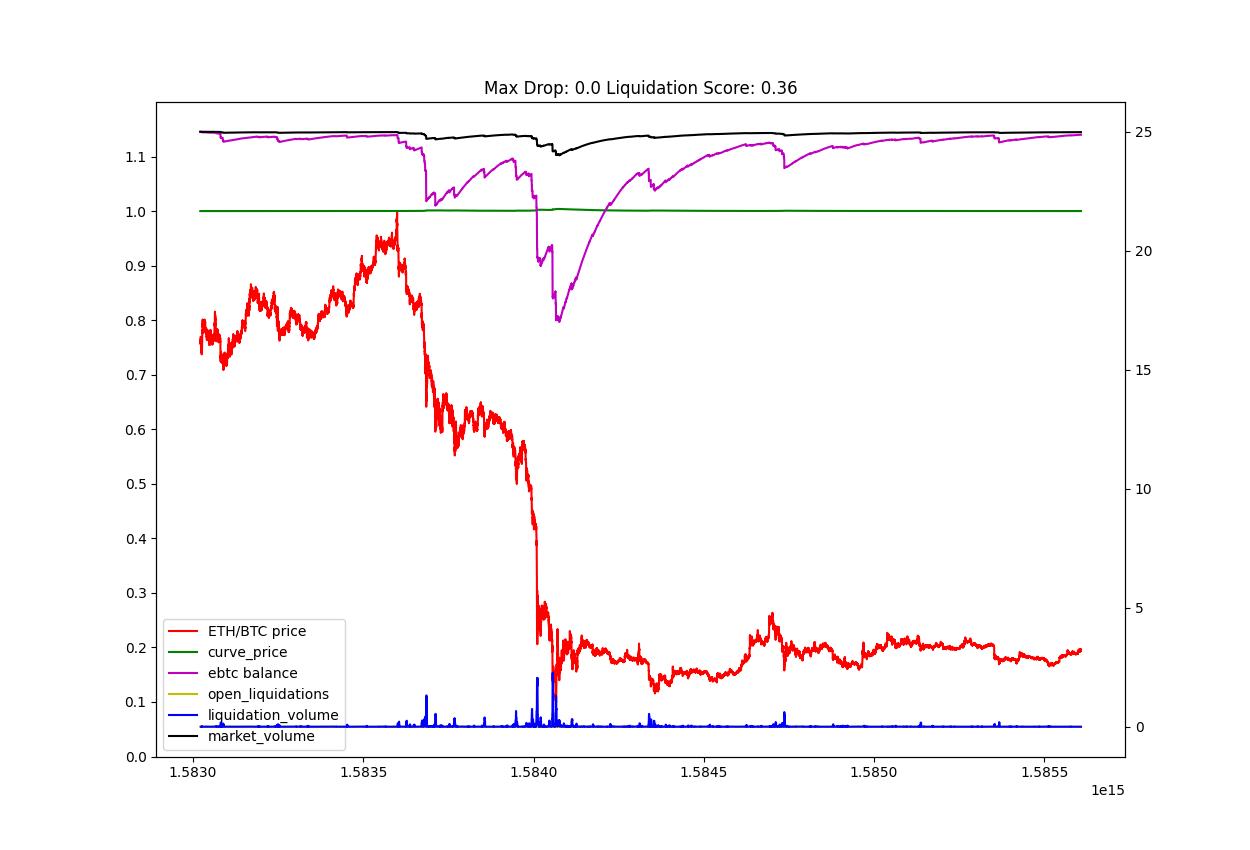 Max Drop: 0.0 Liquidation Score: 0.36
1.1
1.0
0.9
0.8
0.7
0.6
0.5
0.4
0.3
0.2
0.1
0.0
25
20
15
10
5
0
ETH/BTC price
curve_price
ebtc balance
open_liquidations
liquidation_volume
market_volume
1.5830 1.5835 1.5840 1.5845 1.5850 1.5855
1e15